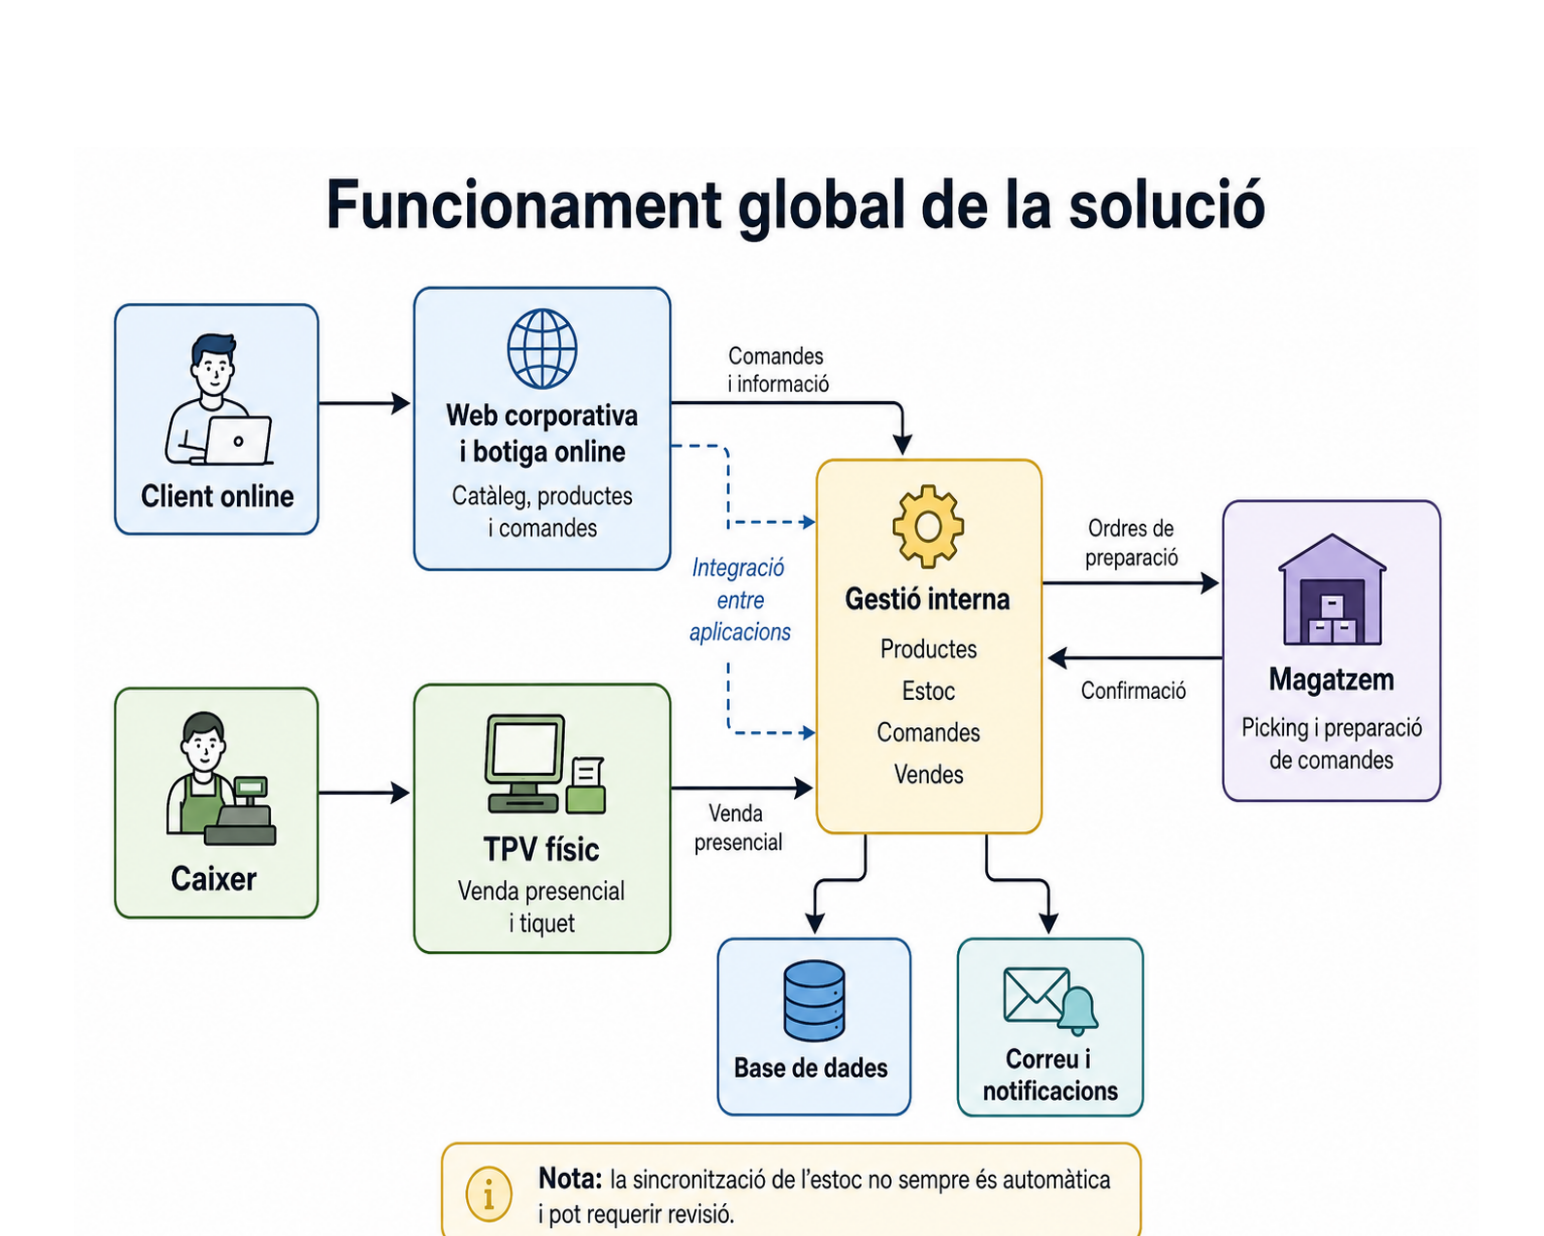 Funcionament global de la solució
Client online
Web corporativa
i botiga online
Catàleg, productes
i comandes
Comandes
i informació
Integració
entre
aplicacions
Gestió interna
Productes
Estoc
Comandes
Vendes
Ordres de
preparació
Confirmació
Magatzem
Picking i preparació
de comandes
Caixer
TPV físic
Venda presencial
i tiquet
Venda
presencial
Base de dades
Correu i
notificacions
Nota: la sincronització de l'estoc no sempre és automàtica
i pot requerir revisió.